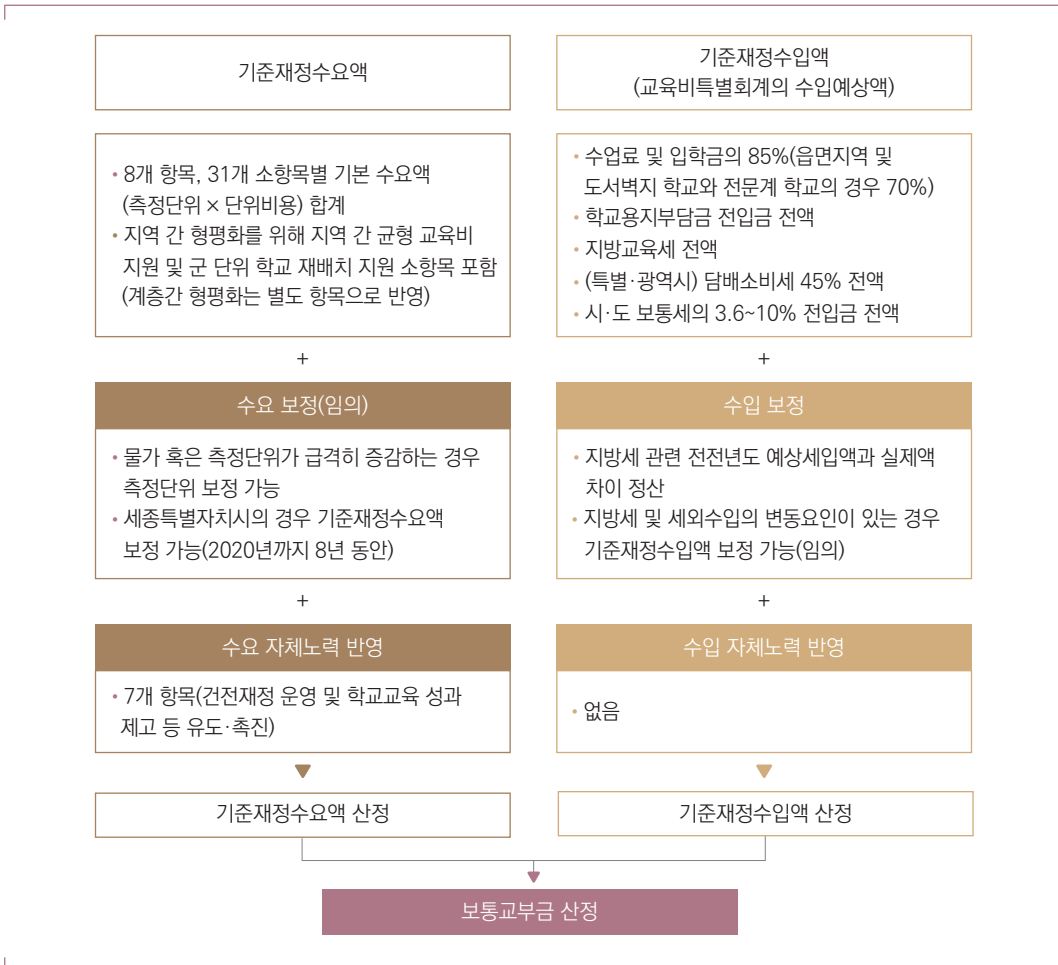 기준재정수요액
• 8개 항목, 31개 소항목별 기본 수요액
(측정단위 × 단위비용) 합계
• 지역 간 형평화를 위해 지역 간 균형 교육비
지원 및 군 단위 학교 재배치 지원 소항목 포함
(계층간 형평화는 별도 항목으로 반영)
+
수요 보정(임의)
• 물가 혹은 측정단위가 급격히 증감하는 경우
측정단위 보정 가능
• 세종특별자치시의 경우 기준재정수요액
보정 가능(2020년까지 8년 동안)
+
수요 자체노력 반영
• 7개 항목(건전재정 운영 및 학교교육 성과
제고 등 유도·촉진)
기준재정수요액 산정
기준재정수입액
(교육비특별회계의 수입예상액)
• 수업료 및 입학금의 85%(읍면지역 및
도서벽지 학교와 전문계 학교의 경우 70%)
• 학교용지부담금 전입금 전액
• 지방교육세 전액
• (특별·광역시) 담배소비세 45% 전액
• 시·도 보통세의 3.6~10% 전입금 전액
+
수입 보정
• 지방세 관련 전전년도 예상세입액과 실제액
차이 정산
• 지방세 및 세외수입의 변동요인이 있는 경우
기준재정수입액 보정 가능(임의)
+
수입 자체노력 반영
• 없음
기준재정수입액 산정
보통교부금 산정